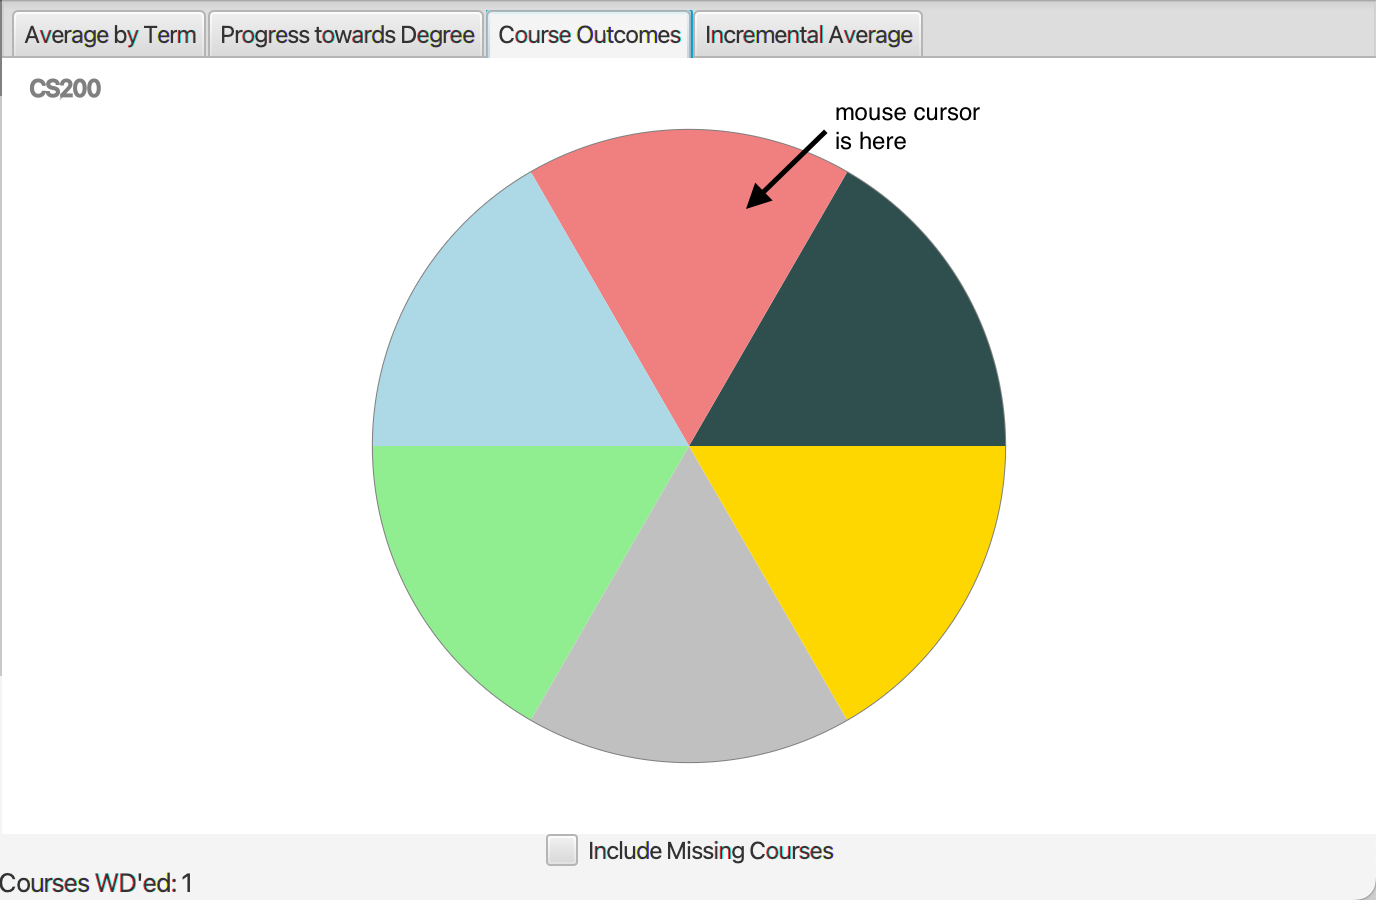 Average by Term
Progress towards Degree
Course Outcomes
Incremental Average
CS200
mouse cursor
is here
Include Missing Courses
Courses WD'ed: 1